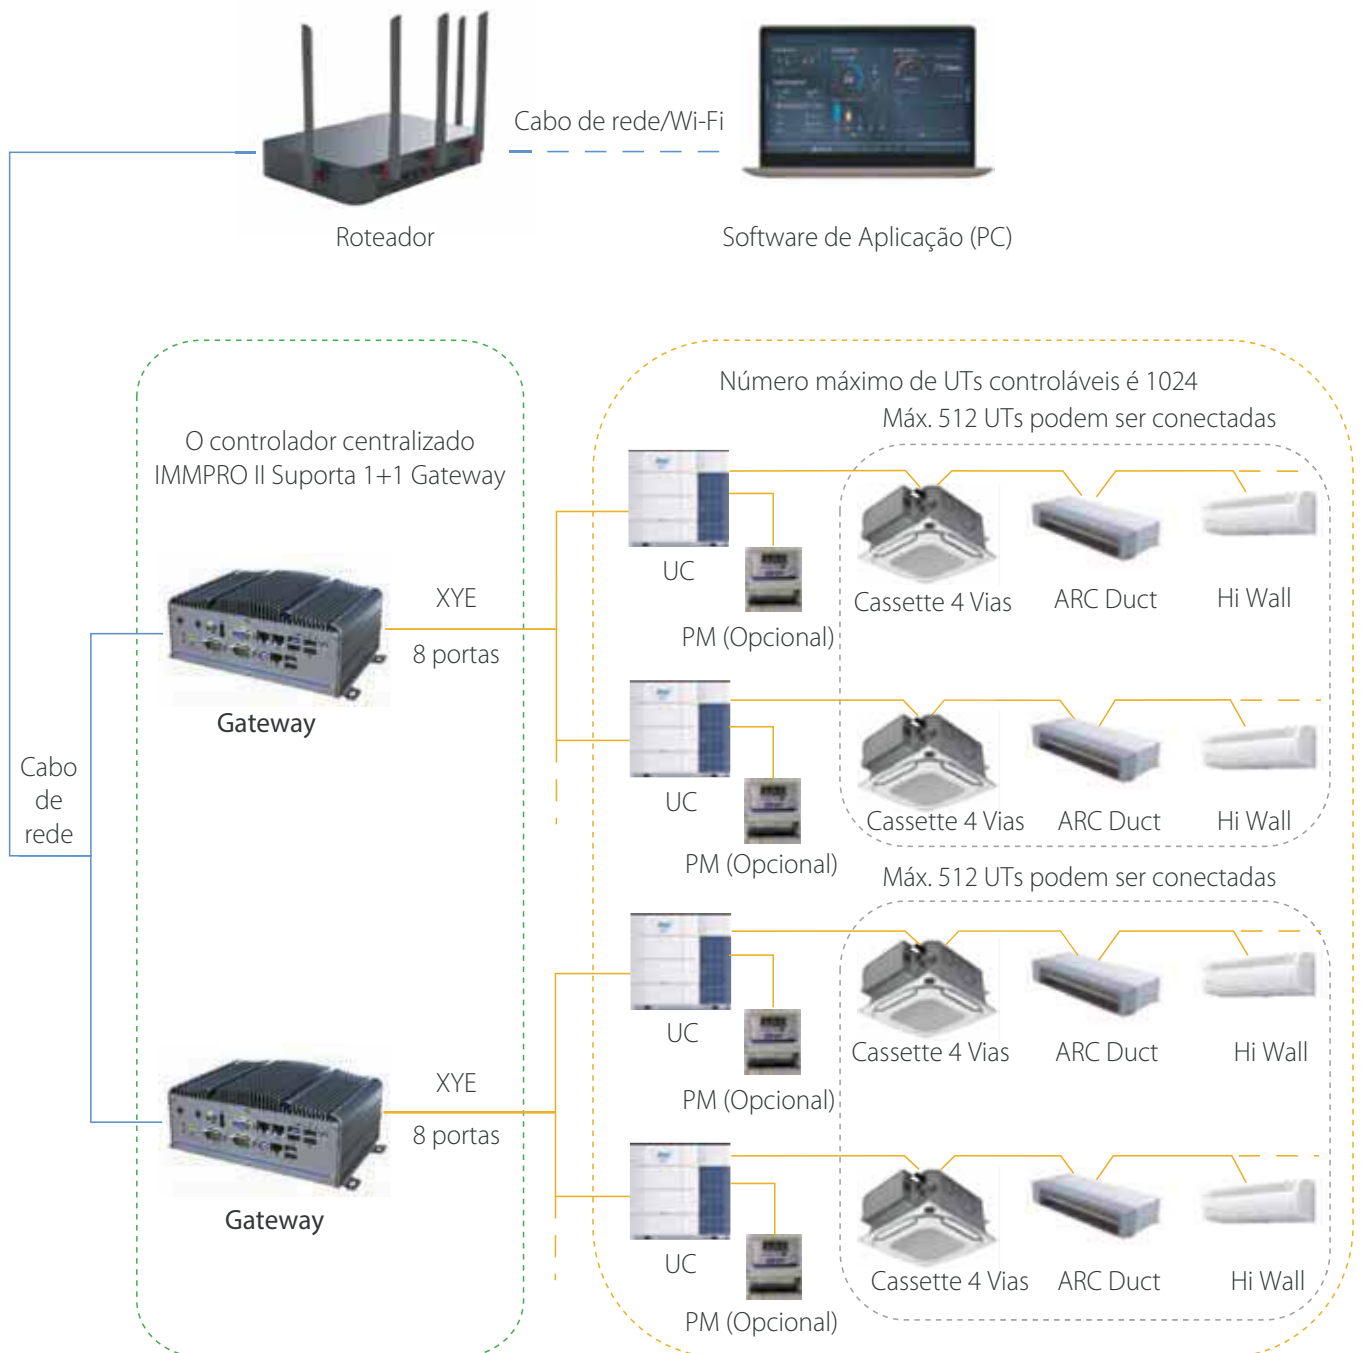 Cabo de rede/Wi-Fi
Roteador
Software de Aplicação (PC)
O controlador centralizado
IMMPRO II Suporta 1+1 Gateway
Número máximo de UTs controláveis é 1024
Máx. 512 UTs podem ser conectadas
UC
PM (Opcional)
Cassette 4 Vias
ARC Duct
Hi Wall
XYE
8 portas
Gateway
UC
PM (Opcional)
Cassette 4 Vias
ARC Duct
Hi Wall
Cabo
de
rede
Máx. 512 UTs podem ser conectadas
UC
PM (Opcional)
Cassette 4 Vias
ARC Duct
Hi Wall
XYE
8 portas
Gateway
UC
PM (Opcional)
Cassette 4 Vias
ARC Duct
Hi Wall